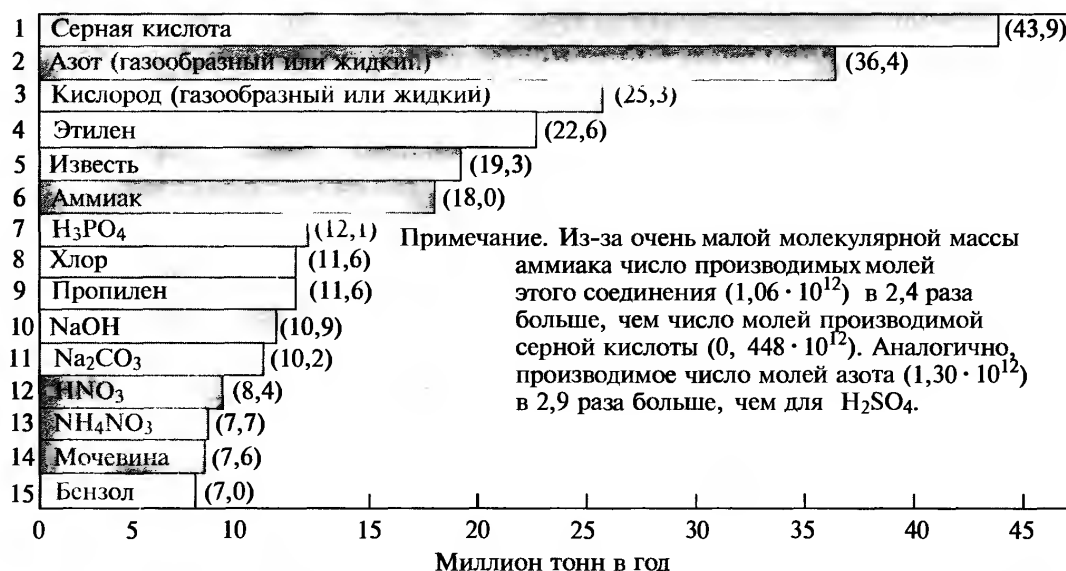 1 Серная кислота (43,9)
2 Азот (газообразный или жидкий) (36,4)
3 Кислород (газообразный или жидкий) (25,3)
4 Этилен (22,6)
5 Известь (19,3)
6 Аммиак (18,0)
7 H₃PO₄ (12,1)
8 Хлор (11,6)
9 Пропилен (11,6)
10 NaOH (10,9)
11 Na₂CO₃ (10,2)
12 HNO₃ (8,4)
13 NH₄NO₃ (7,7)
14 Мочевина (7,6)
15 Бензол (7,0)
Примечание. Из-за очень малой молекулярной массы
аммиака число производимых молей
этого соединения (1,06 · 10¹²) в 2,4 раза
больше, чем число молей производимой
серной кислоты (0, 448 · 10¹²). Аналогично,
производимое число молей азота (1,30 · 10¹²)
в 2,9 раза больше, чем для H₂SO₄.
0 5 10 15 20 25 30 35 40 45
Миллион тонн в год